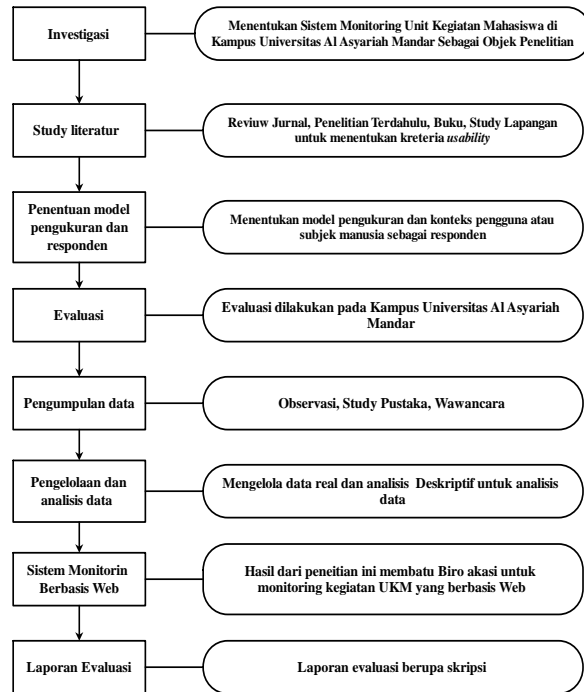 Investigasi
Menentukan Sistem Monitoring Unit Kegiatan Mahasiswa di
Kampus Universitas Al Asyariah Mandar Sebagai Objek Penelitian
Study literatur
Reviuw Jurnal, Penelitian Terdahulu, Buku, Study Lapangan
untuk menentukan kreteria usability
Penentuan model
pengukuran dan
responden
Menentukan model pengukuran dan konteks pengguna atau
subjek manusia sebagai responden
Evaluasi
Evaluasi dilakukan pada Kampus Universitas Al Asyariah
Mandar
Pengumpulan data
Observasi, Study Pustaka, Wawancara
Pengelolaan dan
analisis data
Mengelola data real dan analisis Deskriptif untuk analisis
data
Sistem Monitorin
Berbasis Web
Hasil dari peneitian ini membatu Biro akasi untuk
monitoring kegiatan UKM yang berbasis Web
Laporan Evaluasi
Laporan evaluasi berupa skripsi